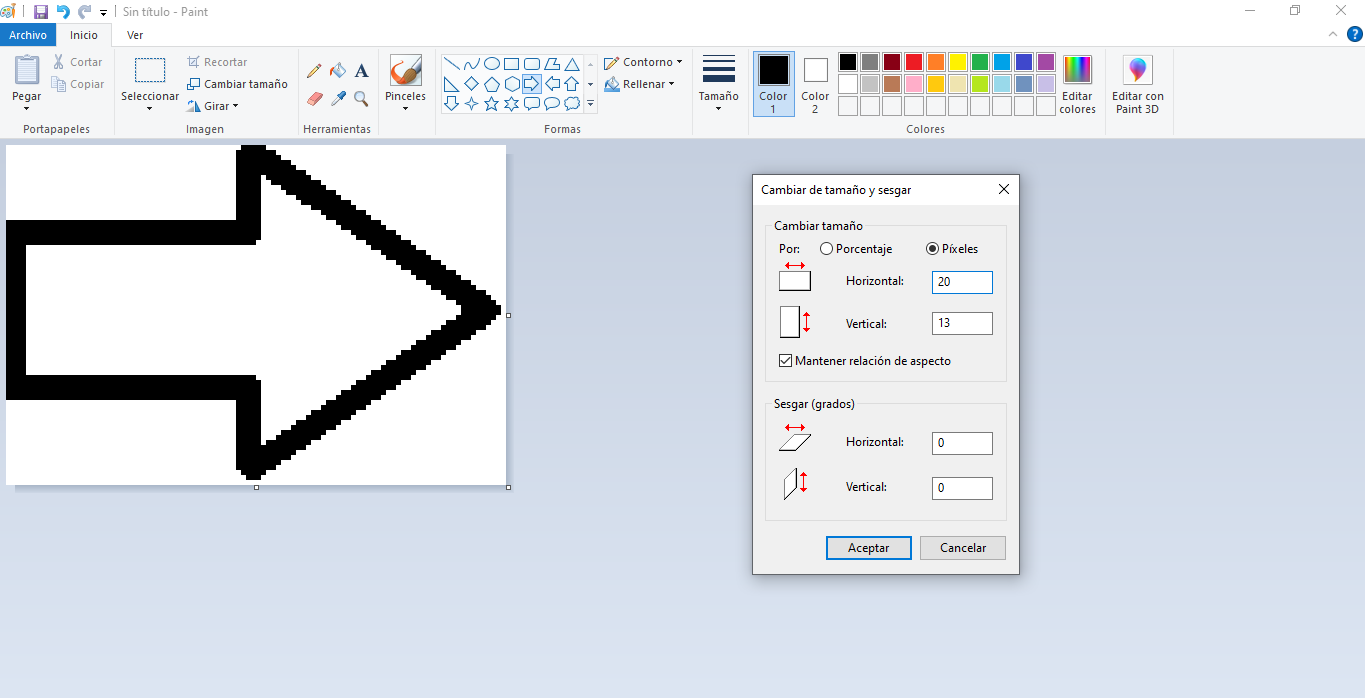 Sin título - Paint
Archivo Inicio Ver
Pegar
Cortar
Copiar
Portapapeles
Seleccionar
Recortar
Cambiar tamaño
Girar
Imagen
A
Herramientas
Pinceles
Contorno
Rellenar
Formas
Tamaño
Color
1
Color
2
Editar
colores
Colores
Editar con
Paint 3D
?
Cambiar de tamaño y sesgar
Cambiar tamaño
Por: Porcentaje Píxeles
Horizontal: 20
Vertical: 13
Mantener relación de aspecto
Sesgar (grados)
Horizontal: 0
Vertical: 0
Aceptar Cancelar